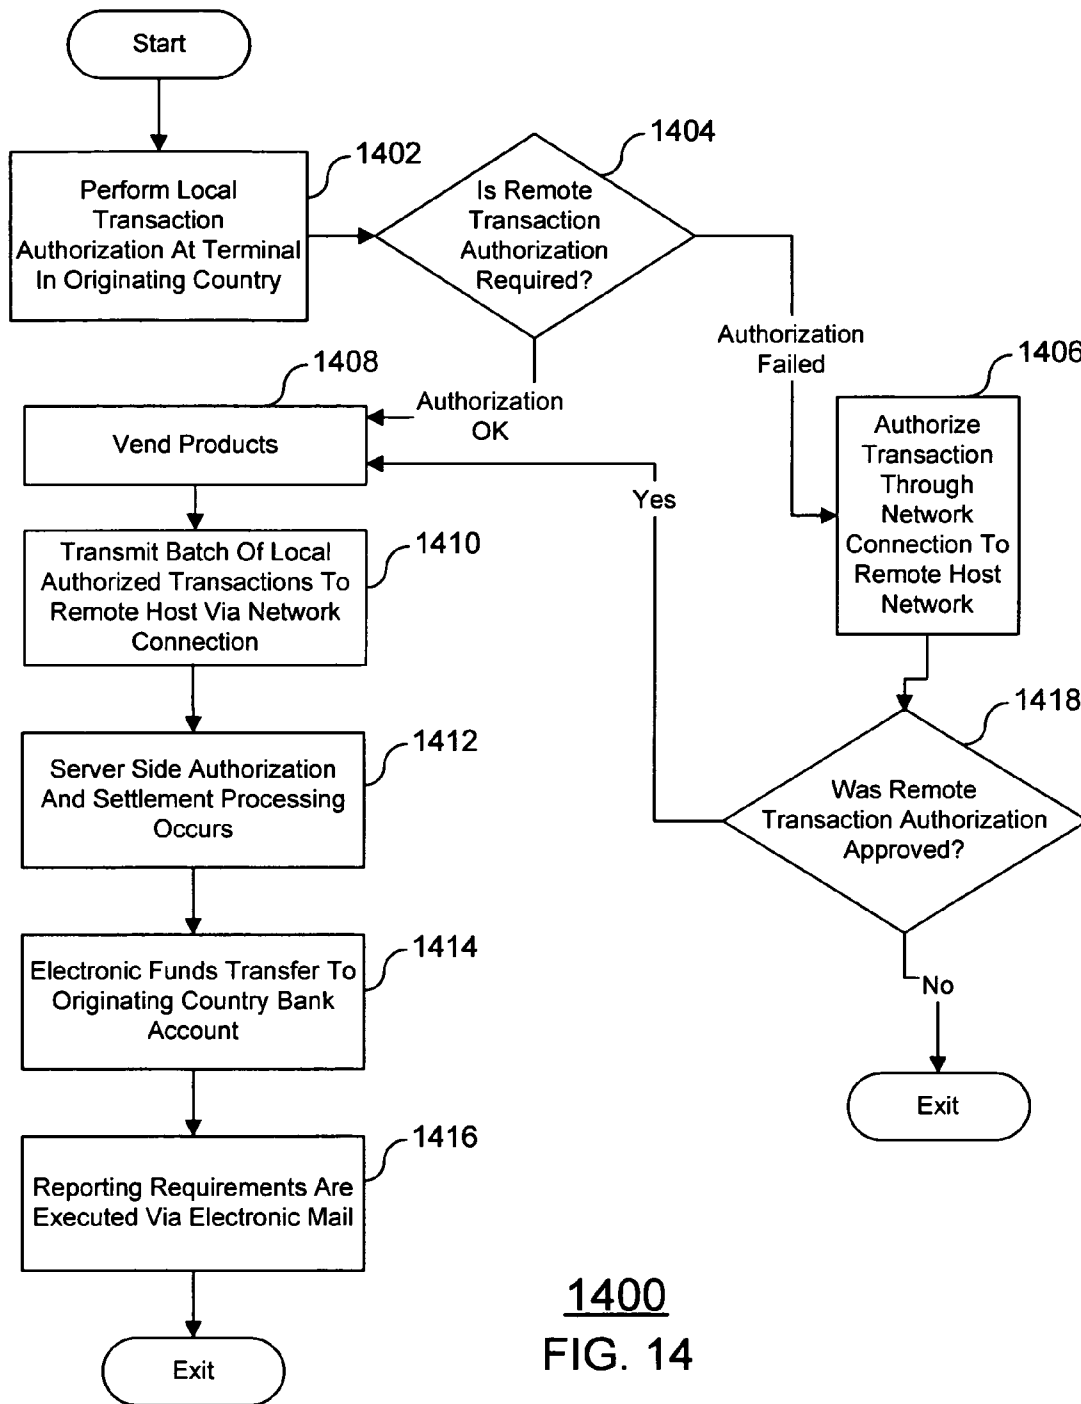 Start
1402
Perform Local
Transaction
Authorization At Terminal
In Originating Country
1404
Is Remote
Transaction
Authorization
Required?
Authorization
Failed
Authorization
OK
1406
Authorize
Transaction
Through
Network
Connection To
Remote Host
Network
1408
Vend Products
Yes
1410
Transmit Batch Of Local
Authorized Transactions To
Remote Host Via Network
Connection
1418
Was Remote
Transaction Authorization
Approved?
No
Exit
1412
Server Side Authorization
And Settlement Processing
Occurs
1414
Electronic Funds Transfer To
Originating Country Bank
Account
1416
Reporting Requirements Are
Executed Via Electronic Mail
Exit
1400
FIG. 14